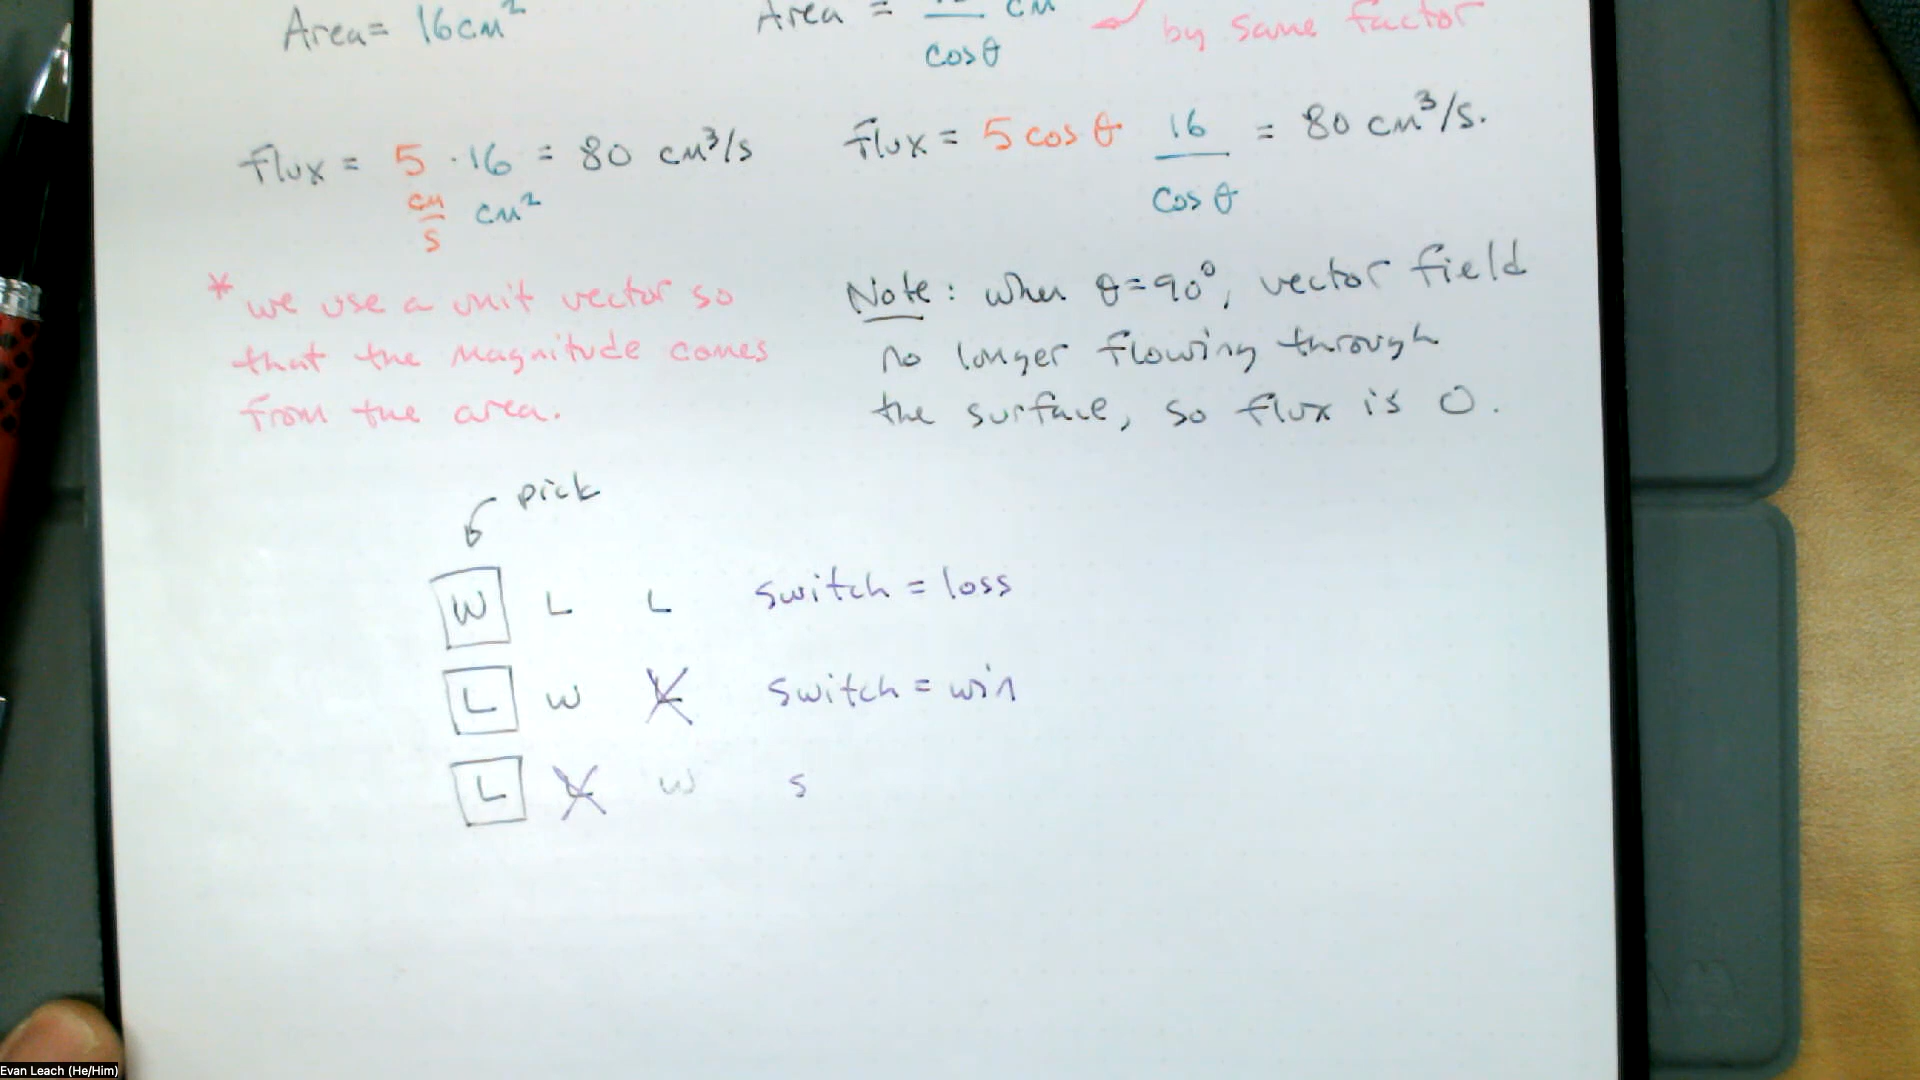 Area = 16cm²
Area = cm
cosθ
by same factor
Flux = 5 · 16 = 80 cm³/s
cm/s cm²
Flux = 5 cos θ 16/cos θ = 80 cm³/s.
* we use a unit vector so
that the magnitude comes
from the area.
Note: when θ=90°, vector field
no longer flowing through
the surface, so flux is 0.
pick
W L L switch = loss
L W L switch = win
L L W s
Evan Leach (He/Him)